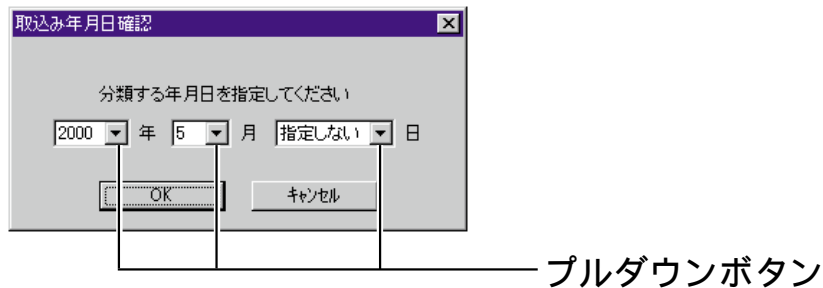 取込み年月日確認
分類する年月日を指定してください
2000 年 5 月 指定しない 日
OK キャンセル
プルダウンボタン